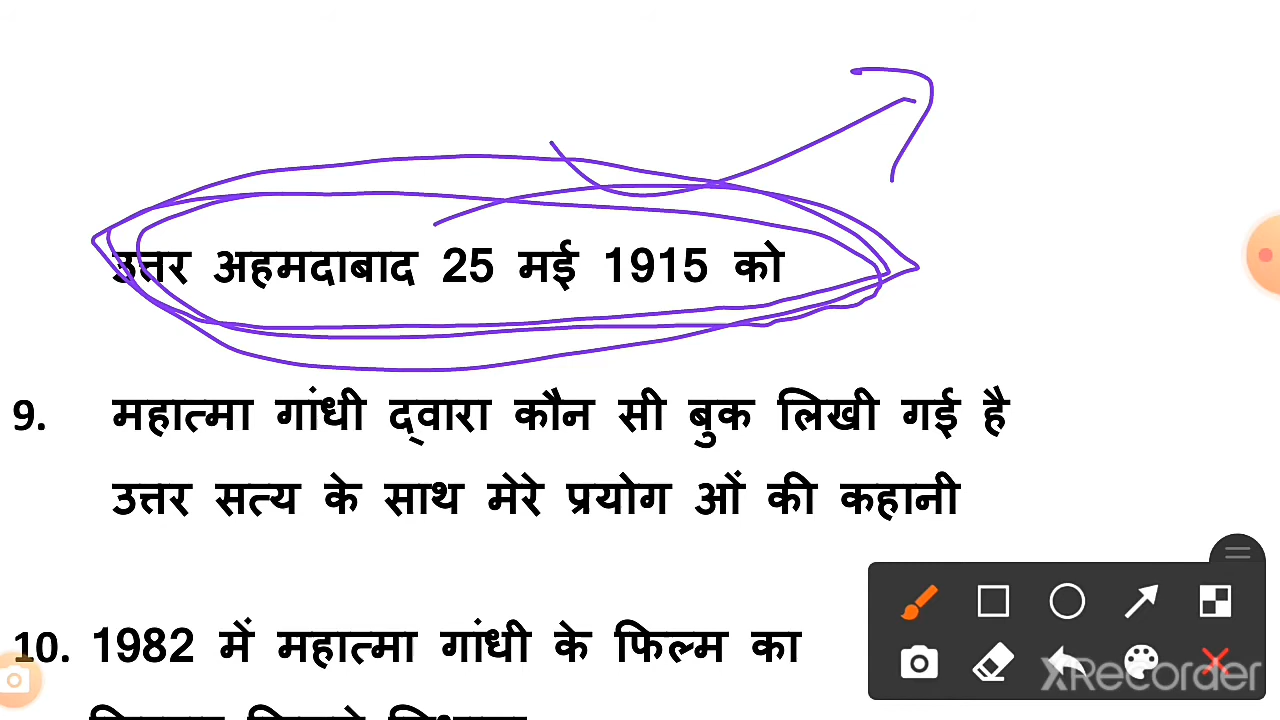 उत्तर अहमदाबाद 25 मई 1915 को
9. महात्मा गांधी द्वारा कौन सी बुक लिखी गई है
उत्तर सत्य के साथ मेरे प्रयोग ओं की कहानी
10. 1982 में महात्मा गांधी के फिल्म का
XRecorder